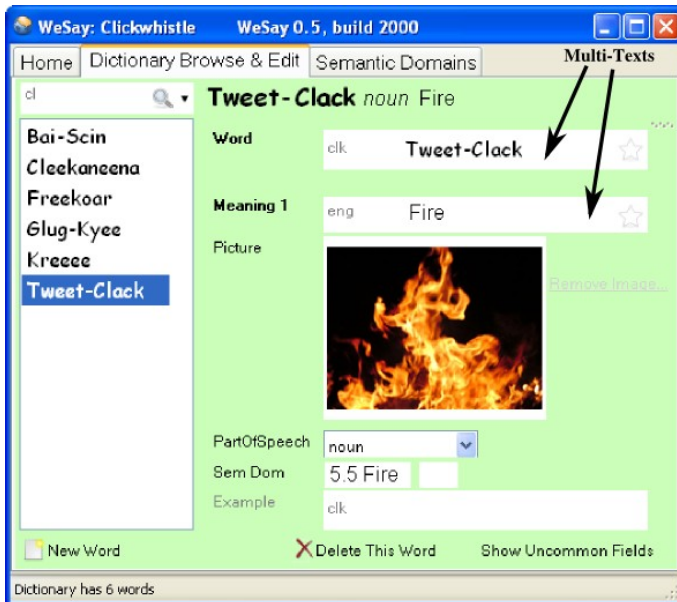 WeSay: Clickwhistle WeSay 0.5, build 2000
Home Dictionary Browse & Edit Semantic Domains Multi-Texts
cl Tweet-Clack noun Fire
Bai-Scin
Cleekaneena
Freekoar
Glug-Kyee
Kreeee
Tweet-Clack
Word clk Tweet-Clack
Meaning 1 eng Fire
Picture
Remove Image...
PartOfSpeech noun
Sem Dom 5.5 Fire
Example clk
New Word Delete This Word Show Uncommon Fields
Dictionary has 6 words